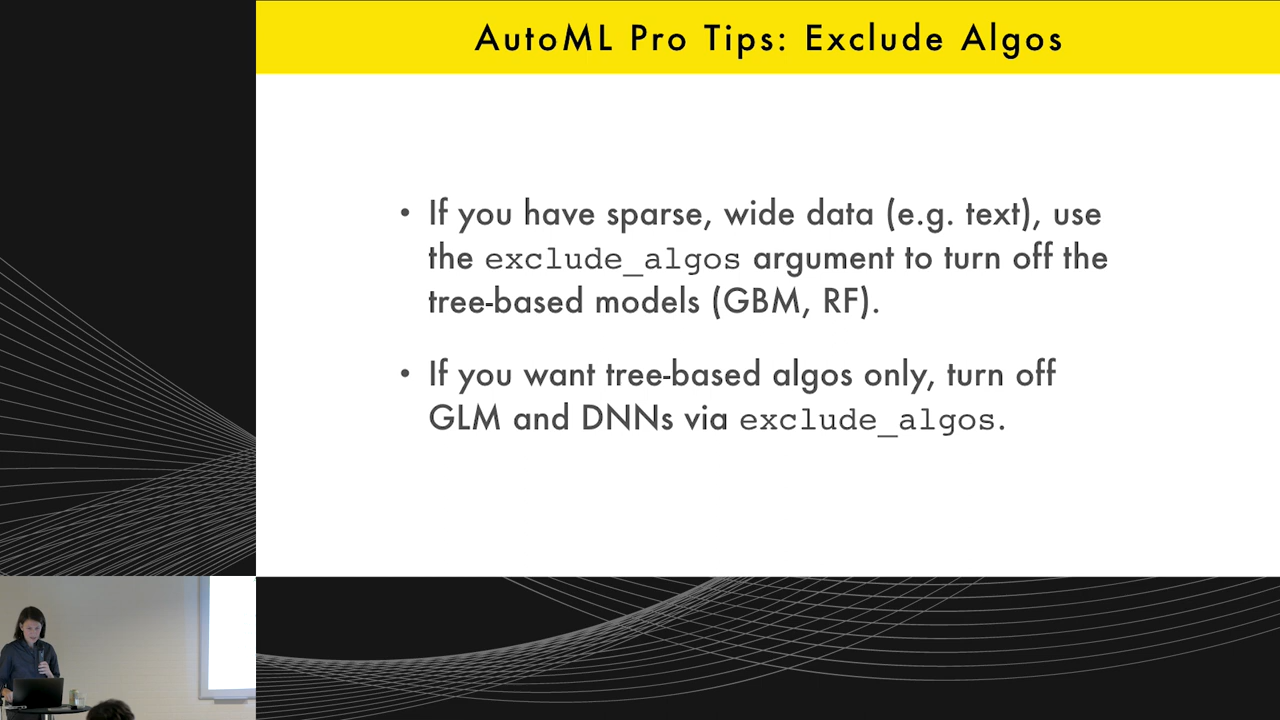 AutoML Pro Tips: Exclude Algos
• If you have sparse, wide data (e.g. text), use
the exclude_algos argument to turn off the
tree-based models (GBM, RF).
• If you want tree-based algos only, turn off
GLM and DNNs via exclude_algos.